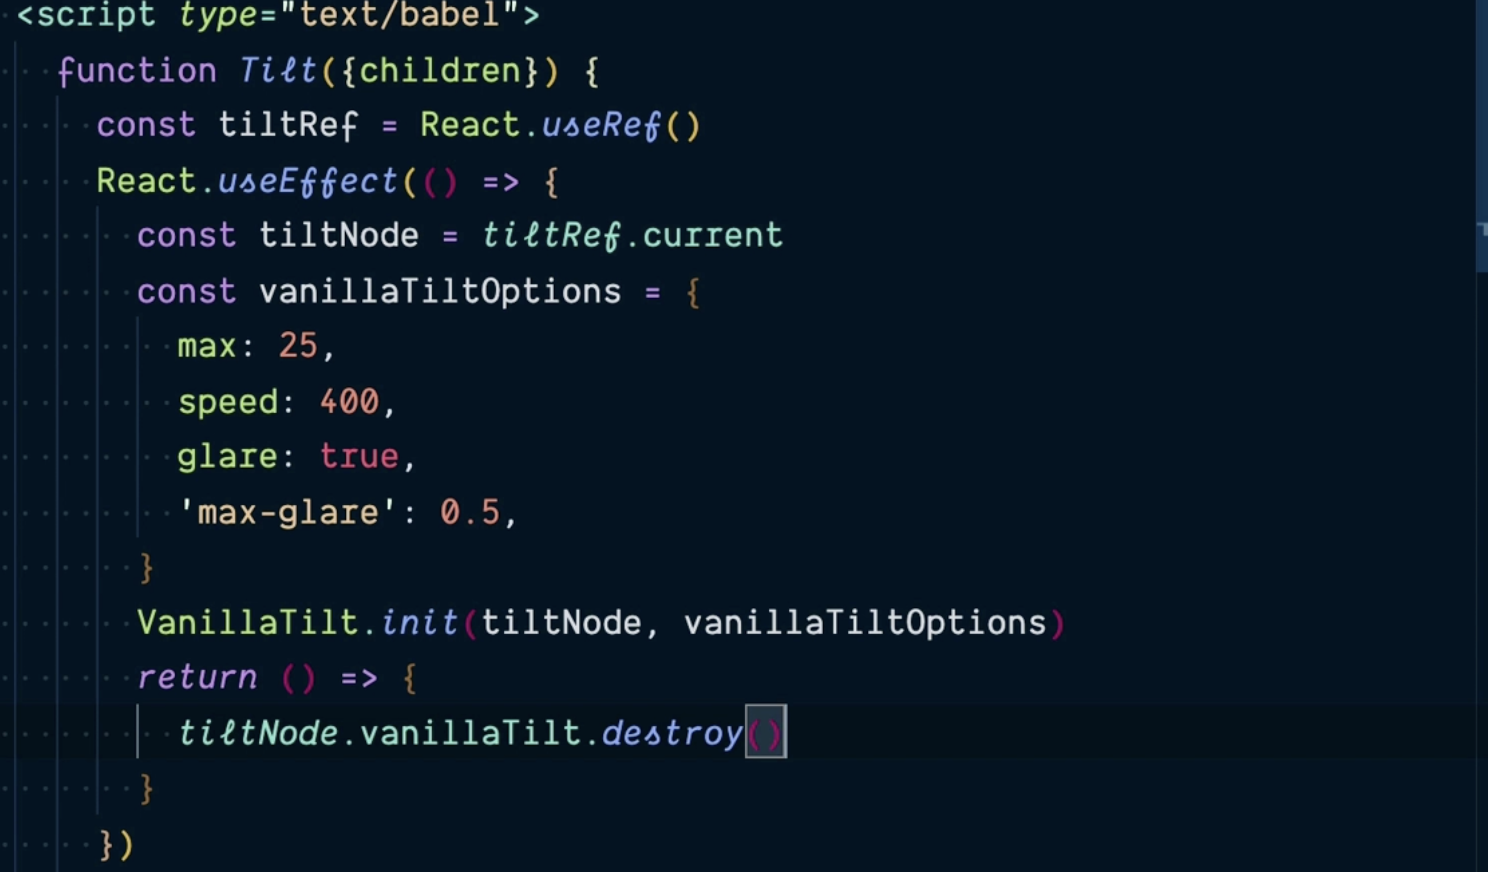 <script type="text/babel">
function Tilt({children}) {
const tiltRef = React.useRef()
React.useEffect(() => {
const tiltNode = tiltRef.current
const vanillaTiltOptions = {
max: 25,
speed: 400,
glare: true,
'max-glare': 0.5,
}
VanillaTilt.init(tiltNode, vanillaTiltOptions)
return () => {
tiltNode.vanillaTilt.destroy()
}
})